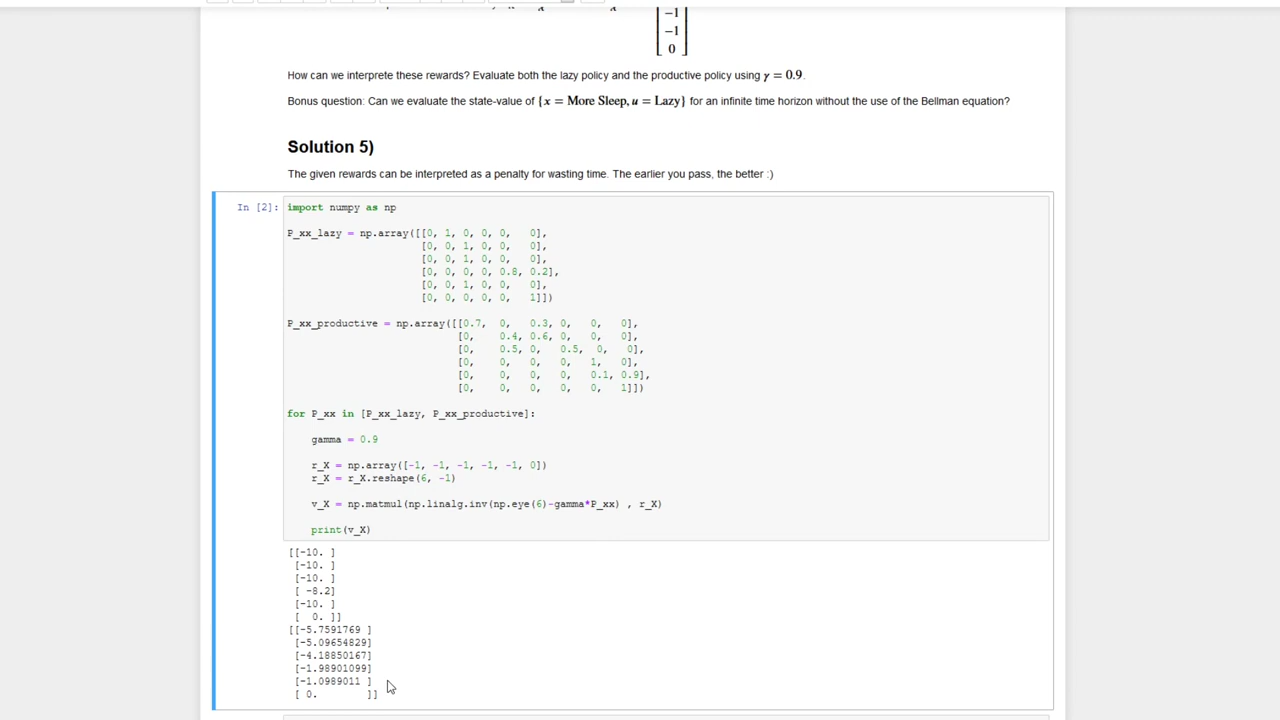 −1
−1
0
How can we interprete these rewards? Evaluate both the lazy policy and the productive policy using γ = 0.9.
Bonus question: Can we evaluate the state-value of {x = More Sleep, u = Lazy} for an infinite time horizon without the use of the Bellman equation?
Solution 5)
The given rewards can be interpreted as a penalty for wasting time. The earlier you pass, the better :)
In [2]: import numpy as np
P_xx_lazy = np.array([[0, 1, 0, 0, 0,   0],
[0, 0, 1, 0, 0,   0],
[0, 0, 1, 0, 0,   0],
[0, 0, 0, 0, 0.8, 0.2],
[0, 0, 1, 0, 0,   0],
[0, 0, 0, 0, 0,   1]])
P_xx_productive = np.array([[0.7,  0,   0.3, 0,   0,   0],
[0,    0.4, 0.6, 0,   0,   0],
[0,    0.5, 0,   0.5,  0,   0],
[0,    0,   0,   0,   1,   0],
[0,    0,   0,   0,   0.1, 0.9],
[0,    0,   0,   0,   0,   1]])
for P_xx in [P_xx_lazy, P_xx_productive]:
gamma = 0.9
r_X = np.array([-1, -1, -1, -1, -1, 0])
r_X = r_X.reshape(6, -1)
v_X = np.matmul(np.linalg.inv(np.eye(6)-gamma*P_xx) , r_X)
print(v_X)
[[-10. ]
[-10. ]
[-10. ]
[ -8.2]
[-10. ]
[  0. ]]
[[-5.7591769 ]
[-5.09654829]
[-4.18850167]
[-1.98901099]
[-1.0989011 ]
[ 0.        ]]